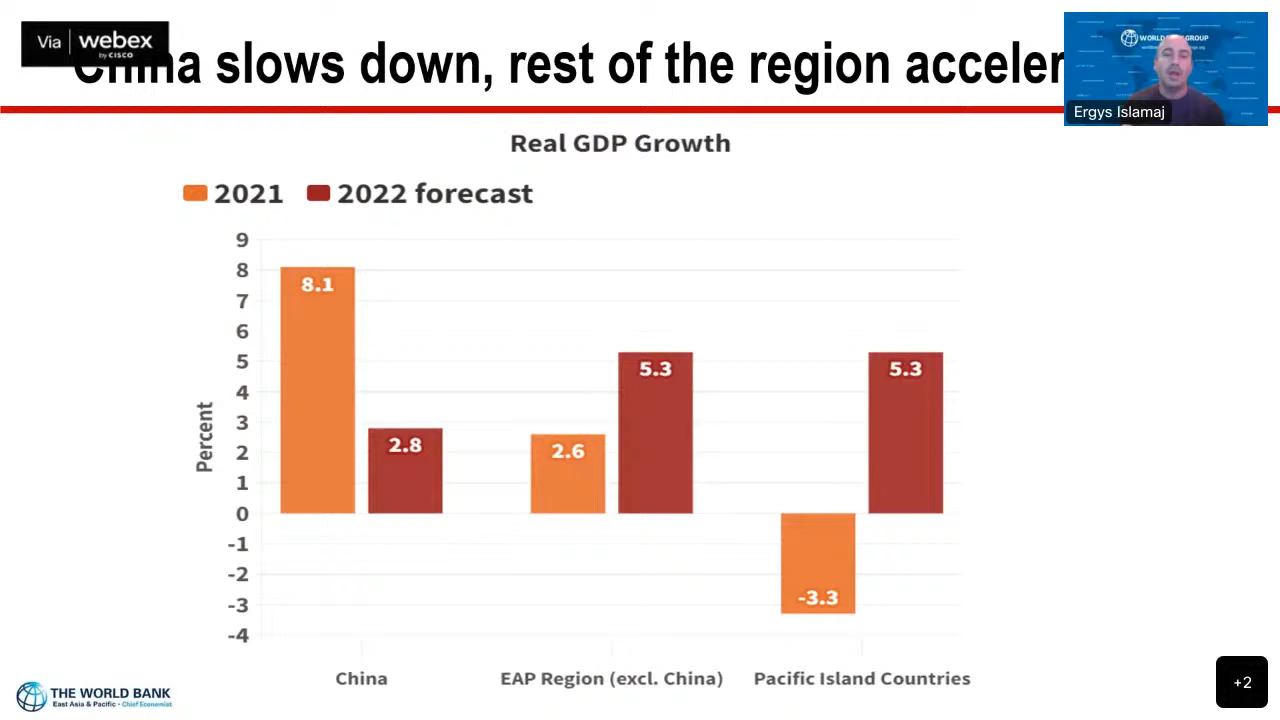 Via webex
by CISCO
China slows down, rest of the region acceler
WORLD BANK GROUP
Ergys Islamaj
Real GDP Growth
2021 2022 forecast
9
8
7
6
5
4
3
2
1
0
-1
-2
-3
-4
Percent
8.1
2.8
2.6
5.3
-3.3
5.3
China EAP Region (excl. China) Pacific Island Countries
THE WORLD BANK
East Asia & Pacific • Chief Economist
+2